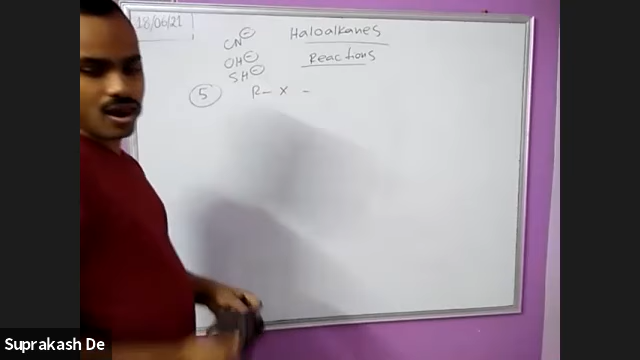 18/06/21
Haloalkanes
Reactions
CN⊖
OH⊖
SH⊖
5 R - X -
Suprakash De